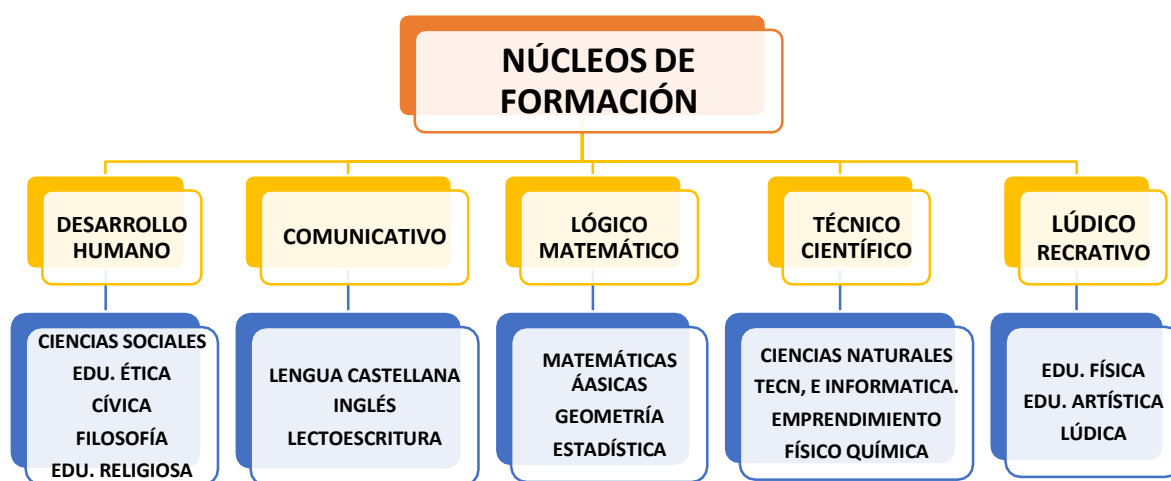 NÚCLEOS DE
FORMACIÓN
DESARROLLO
HUMANO
COMUNICATIVO
LÓGICO
MATEMÁTICO
TÉCNICO
CIENTÍFICO
LÚDICO
RECRATIVO
CIENCIAS SOCIALES
EDU. ÉTICA
CÍVICA
FILOSOFÍA
EDU. RELIGIOSA
LENGUA CASTELLANA
INGLÉS
LECTOESCRITURA
MATEMÁTICAS
ÁASICAS
GEOMETRÍA
ESTADÍSTICA
CIENCIAS NATURALES
TECN, E INFORMATICA.
EMPRENDIMIENTO
FÍSICO QUÍMICA
EDU. FÍSICA
EDU. ARTÍSTICA
LÚDICA